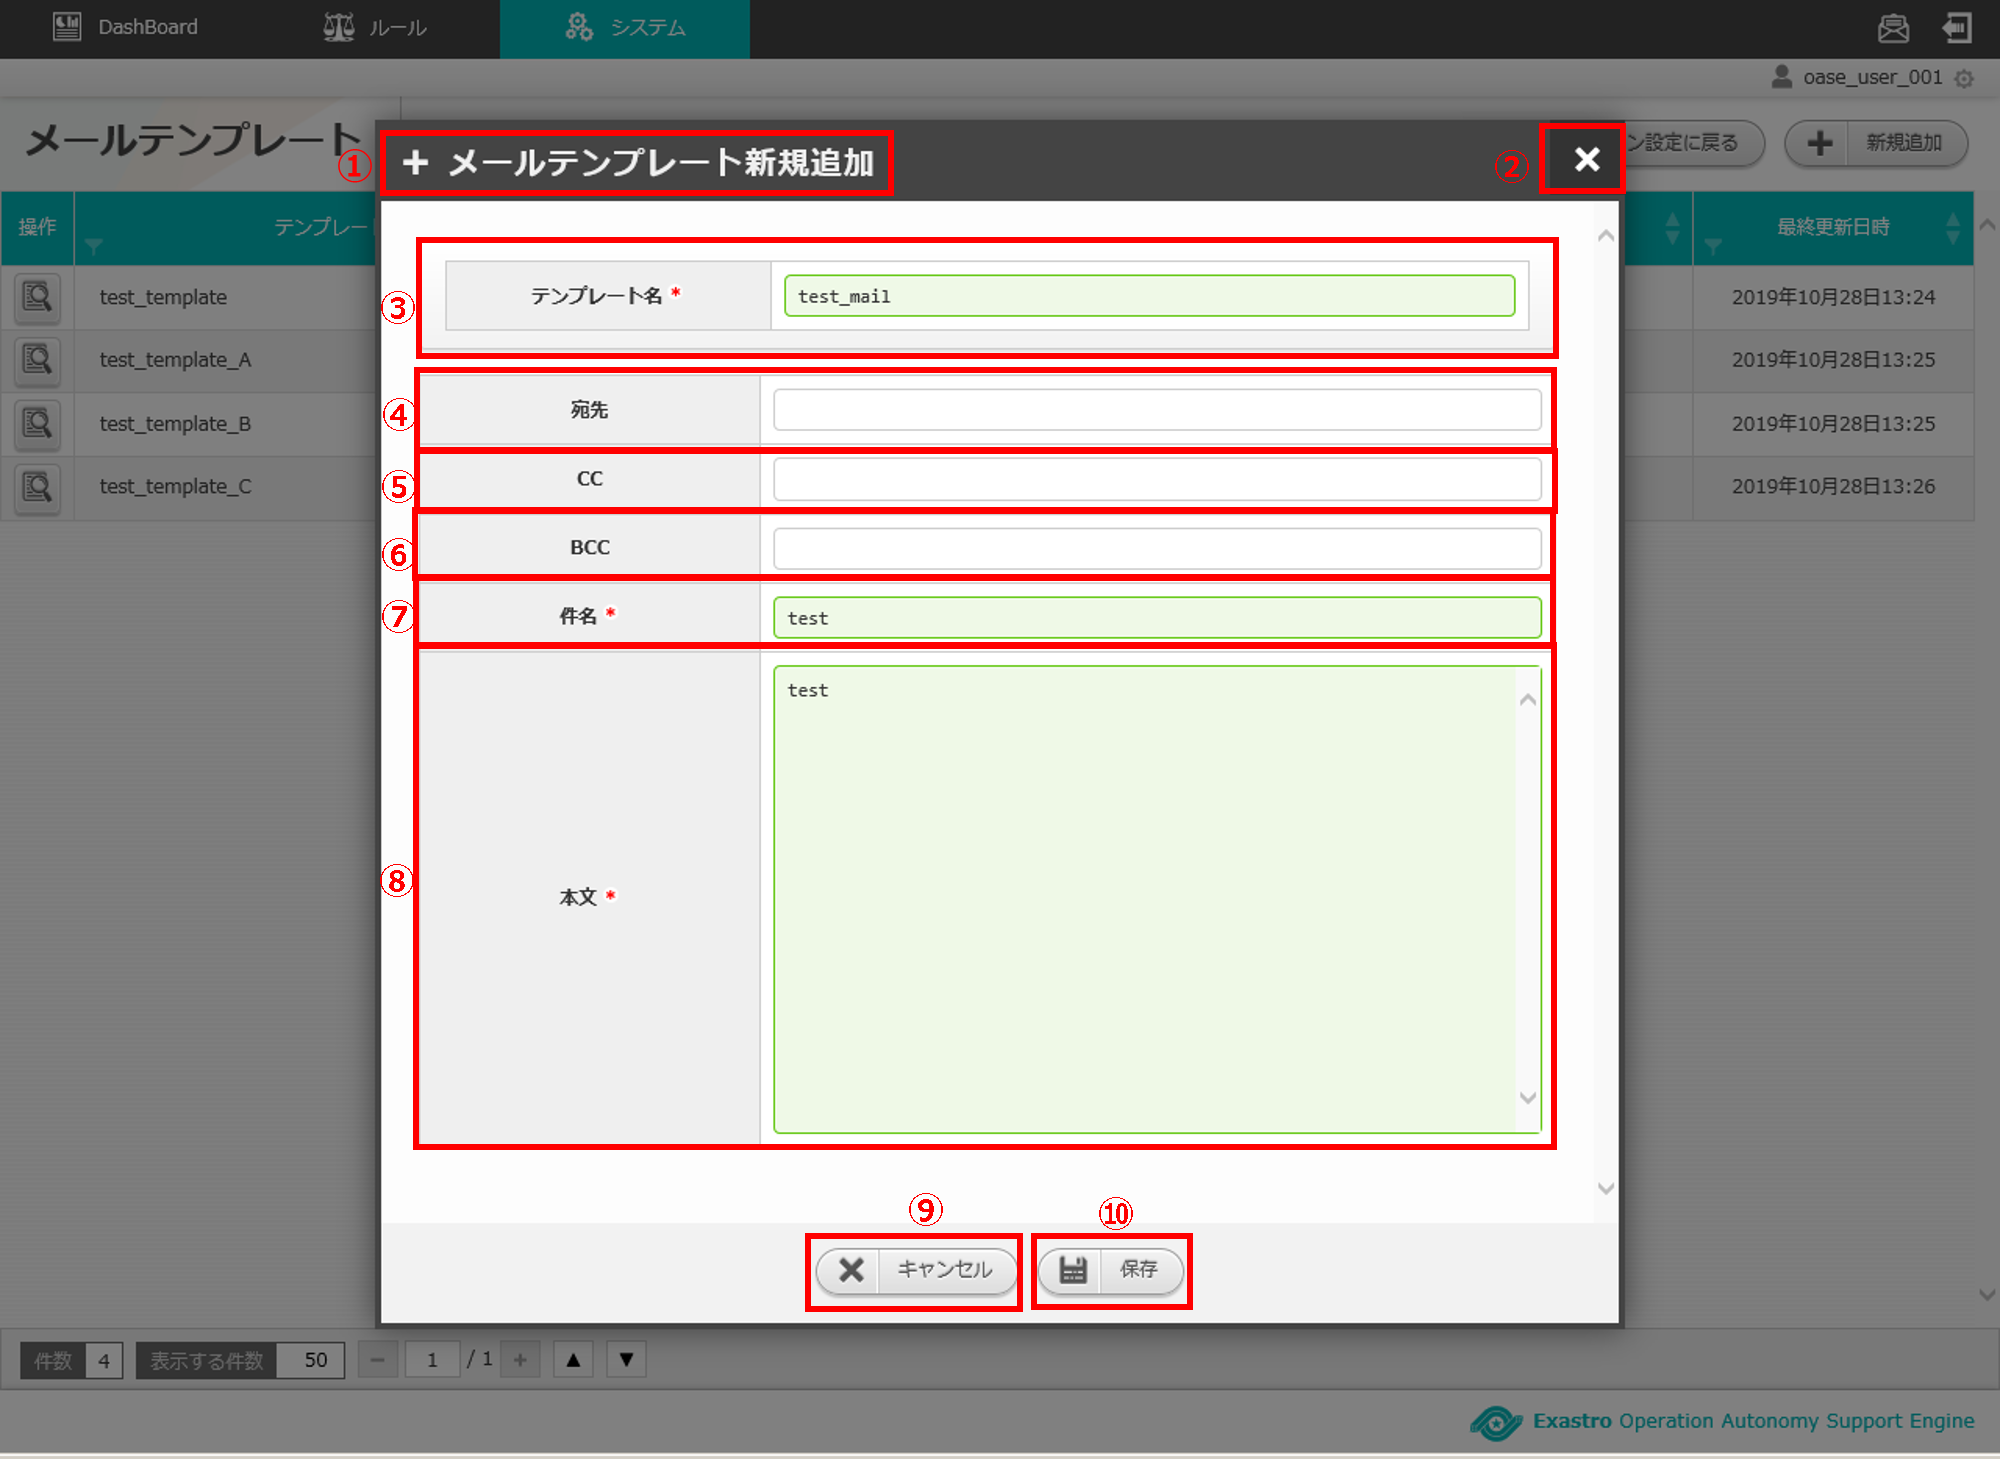 DashBoard ルール システム
oase_user_001
メールテンプレート
ン設定に戻る 新規追加
① + メールテンプレート新規追加 ② ×
操作 テンプレート 最終更新日時
test_template 2019年10月28日13:24
test_template_A 2019年10月28日13:25
test_template_B 2019年10月28日13:25
test_template_C 2019年10月28日13:26
③ テンプレート名 * test_mail
④ 宛先
⑤ CC
⑥ BCC
⑦ 件名 * test
⑧ 本文 * test
⑨ ⑩
キャンセル 保存
件数 4 表示する件数 50 − 1 / 1 + ▲ ▼
Exastro Operation Autonomy Support Engine